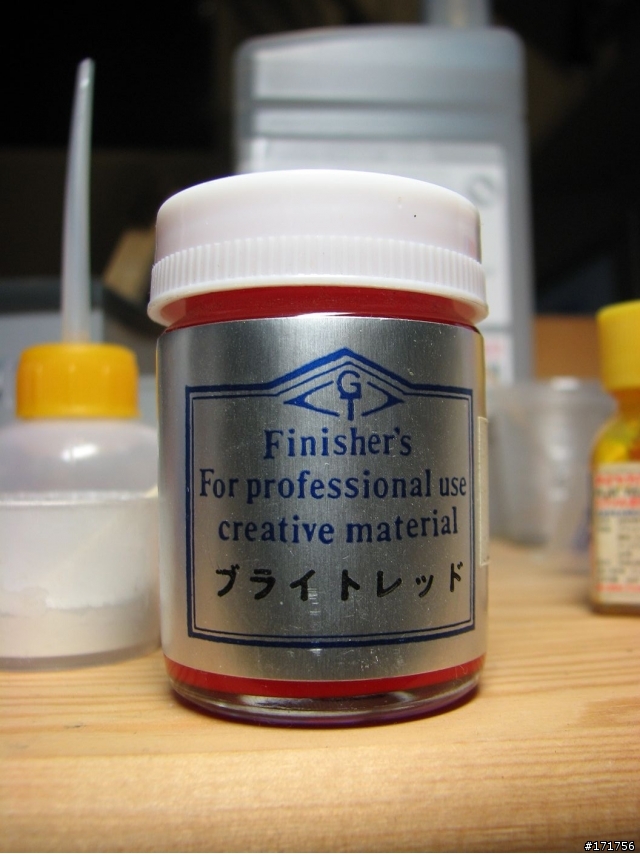 G
Finisher's
For professional use
creative material
ブライトレッド
#171756